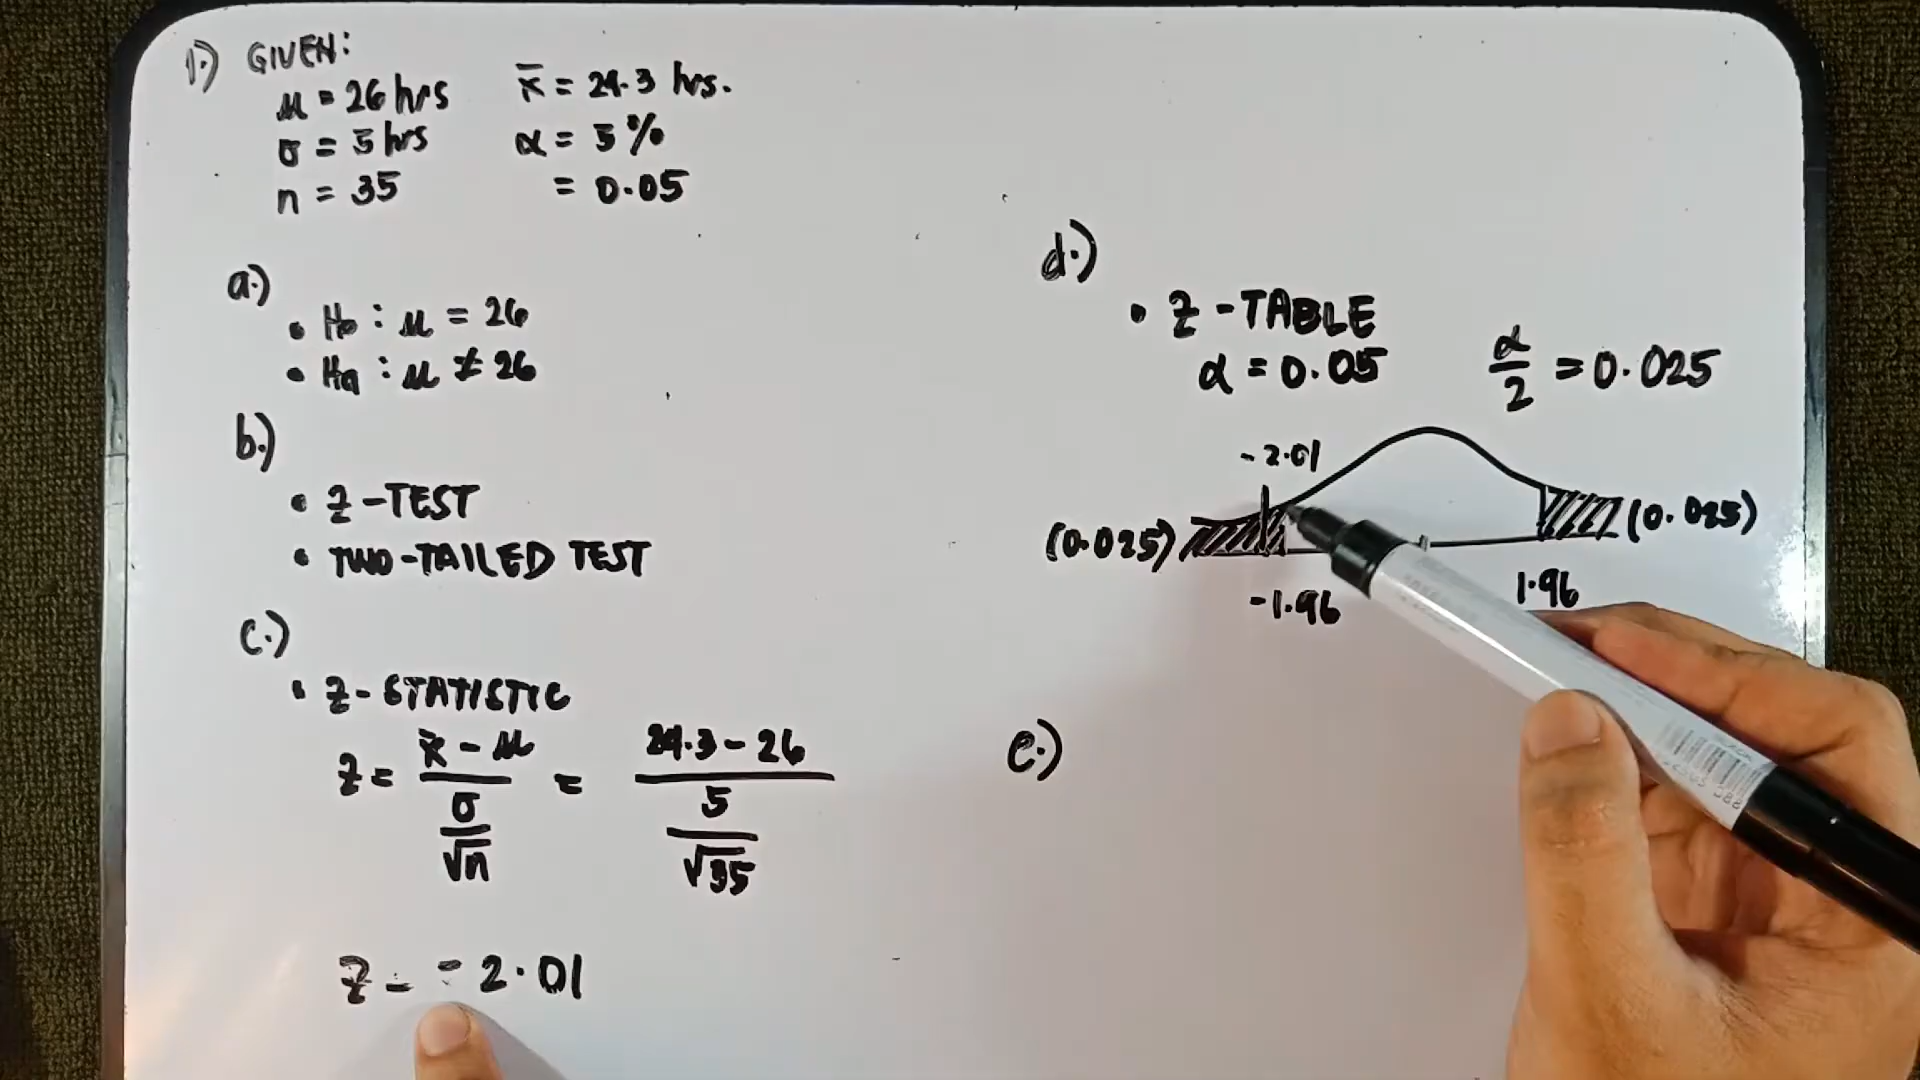 1.) GIVEN:
μ = 26 hrs
σ = 5 hrs
n = 35
x̄ = 24.3 hrs.
α = 5%
= 0.05
a.)
• Ho : μ = 26
• Ha : μ ≠ 26
b.)
• Z-TEST
• TWO-TAILED TEST
c.)
• Z-STATISTIC
z = (x̄ - μ) / (σ / √n) = (24.3 - 26) / (5 / √35)
z = -2.01
d.)
• Z-TABLE
α = 0.05
α/2 = 0.025
-2.01
(0.025)
(0.025)
-1.96
1.96
e.)